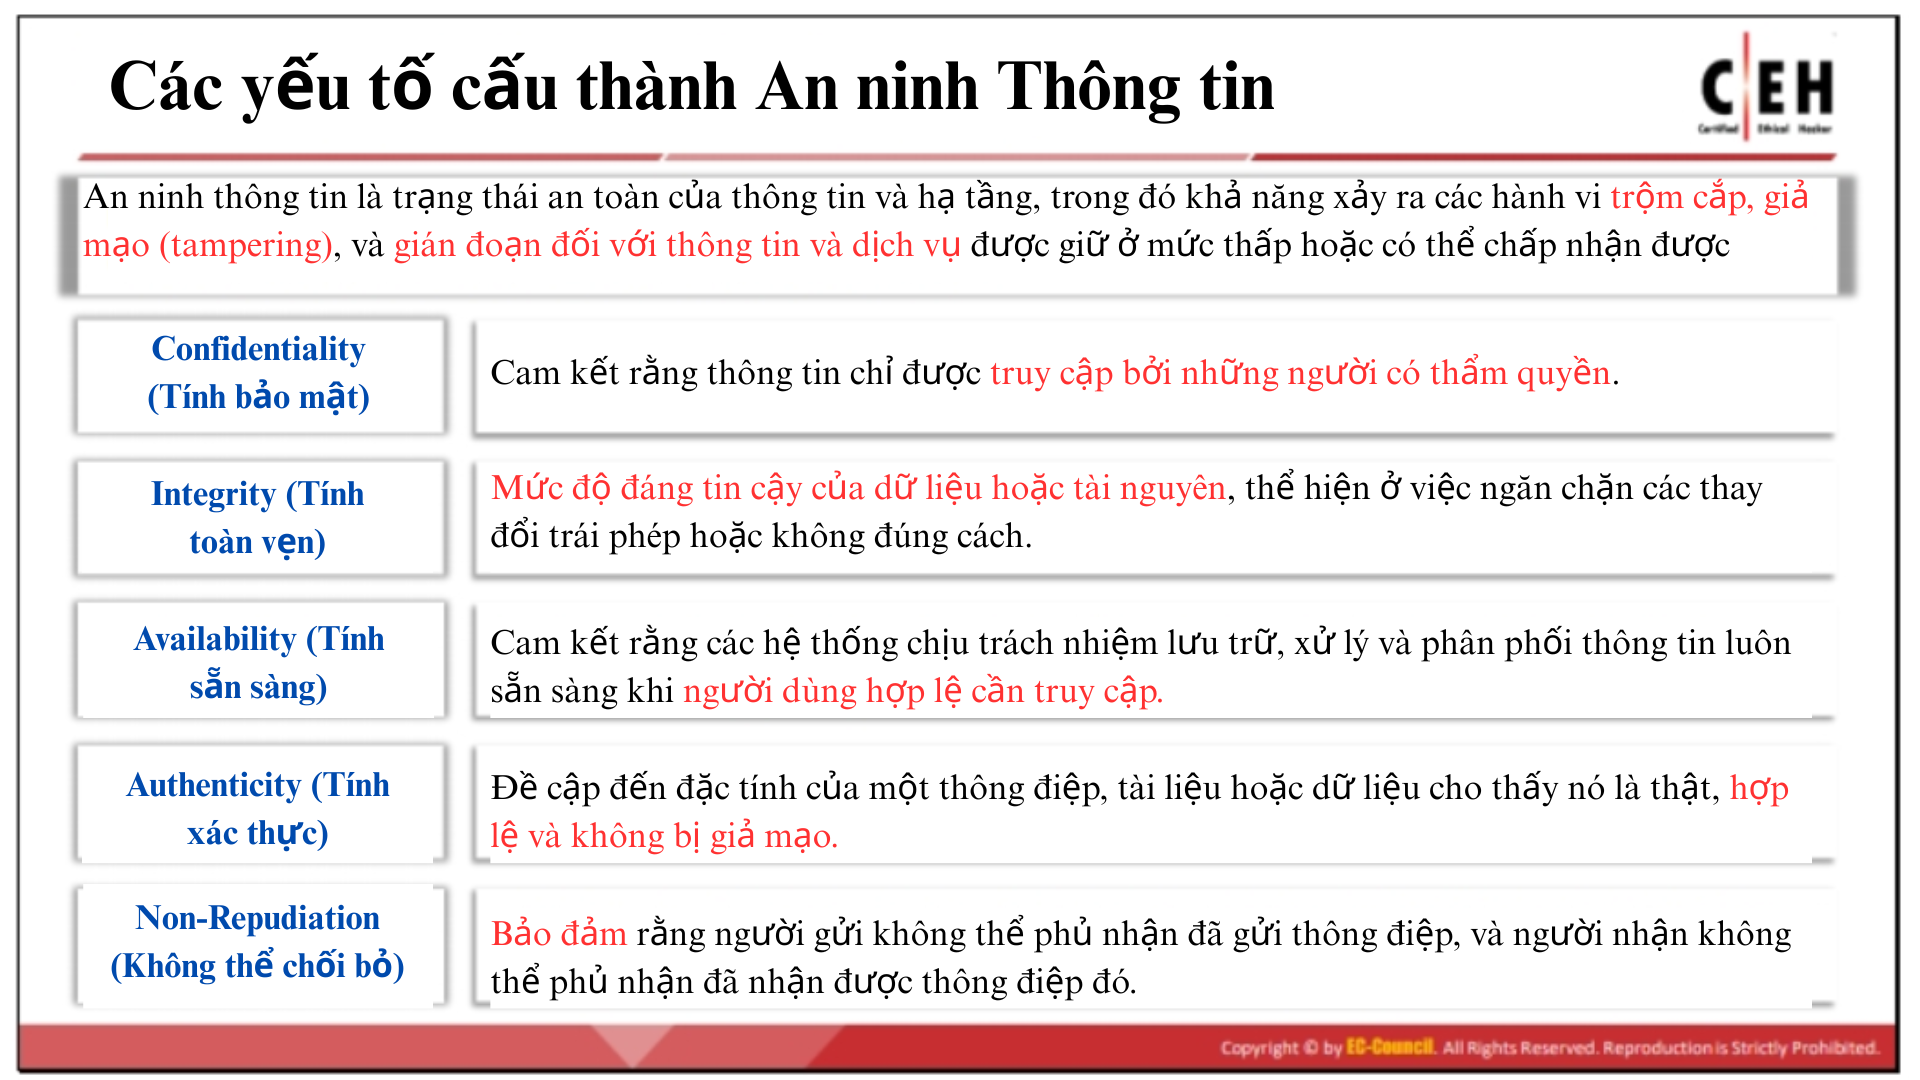 Các yếu tố cấu thành An ninh Thông tin
C|EH
Certified Ethical Hacker
An ninh thông tin là trạng thái an toàn của thông tin và hạ tầng, trong đó khả năng xảy ra các hành vi trộm cắp, giả
mạo (tampering), và gián đoạn đối với thông tin và dịch vụ được giữ ở mức thấp hoặc có thể chấp nhận được
Confidentiality
(Tính bảo mật)
Cam kết rằng thông tin chỉ được truy cập bởi những người có thẩm quyền.
Integrity (Tính
toàn vẹn)
Mức độ đáng tin cậy của dữ liệu hoặc tài nguyên, thể hiện ở việc ngăn chặn các thay
đổi trái phép hoặc không đúng cách.
Availability (Tính
sẵn sàng)
Cam kết rằng các hệ thống chịu trách nhiệm lưu trữ, xử lý và phân phối thông tin luôn
sẵn sàng khi người dùng hợp lệ cần truy cập.
Authenticity (Tính
xác thực)
Đề cập đến đặc tính của một thông điệp, tài liệu hoặc dữ liệu cho thấy nó là thật, hợp
lệ và không bị giả mạo.
Non-Repudiation
(Không thể chối bỏ)
Bảo đảm rằng người gửi không thể phủ nhận đã gửi thông điệp, và người nhận không
thể phủ nhận đã nhận được thông điệp đó.
Copyright © by EC-Council. All Rights Reserved. Reproduction is Strictly Prohibited.